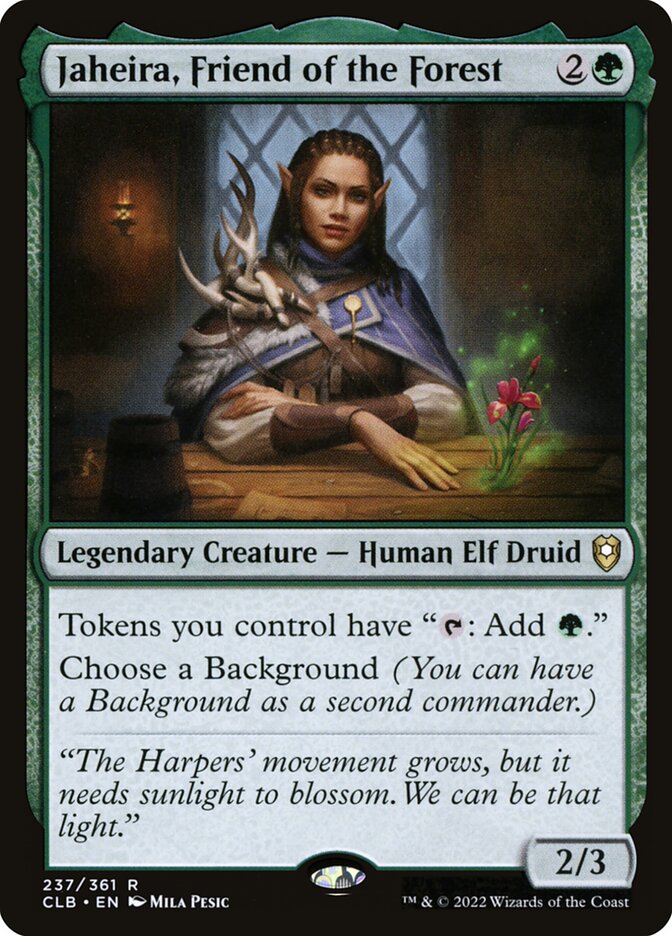 Jaheira, Friend of the Forest 2
Legendary Creature — Human Elf Druid
Tokens you control have “: Add .”
Choose a Background (You can have
a Background as a second commander.)
“The Harpers’ movement grows, but it
needs sunlight to blossom. We can be that
light.”
2/3
237/361 R
CLB • EN Mila Pesic
™ & © 2022 Wizards of the Coast